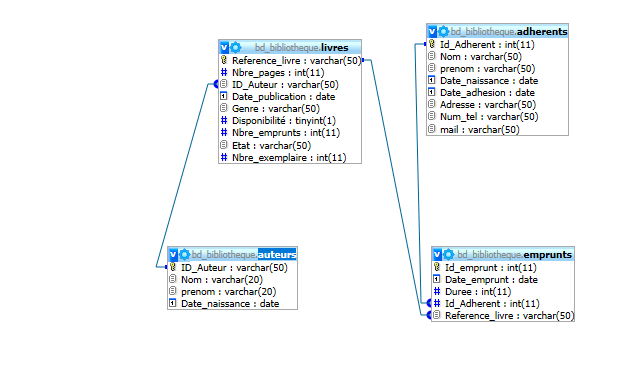 bd_bibliotheque.livres
Reference_livre : varchar(50)
# Nbre_pages : int(11)
ID_Auteur : varchar(50)
Date_publication : date
Genre : varchar(50)
# Disponibilité : tinyint(1)
# Nbre_emprunts : int(11)
Etat : varchar(50)
# Nbre_exemplaire : int(11)
bd_bibliotheque.adherents
Id_Adherent : int(11)
Nom : varchar(50)
prenom : varchar(50)
Date_naissance : date
Date_adhesion : date
Adresse : varchar(50)
Num_tel : varchar(50)
mail : varchar(50)
bd_bibliotheque.auteurs
ID_Auteur : varchar(50)
Nom : varchar(20)
prenom : varchar(20)
Date_naissance : date
bd_bibliotheque.emprunts
Id_emprunt : int(11)
Date_emprunt : date
# Duree : int(11)
# Id_Adherent : int(11)
Reference_livre : varchar(50)